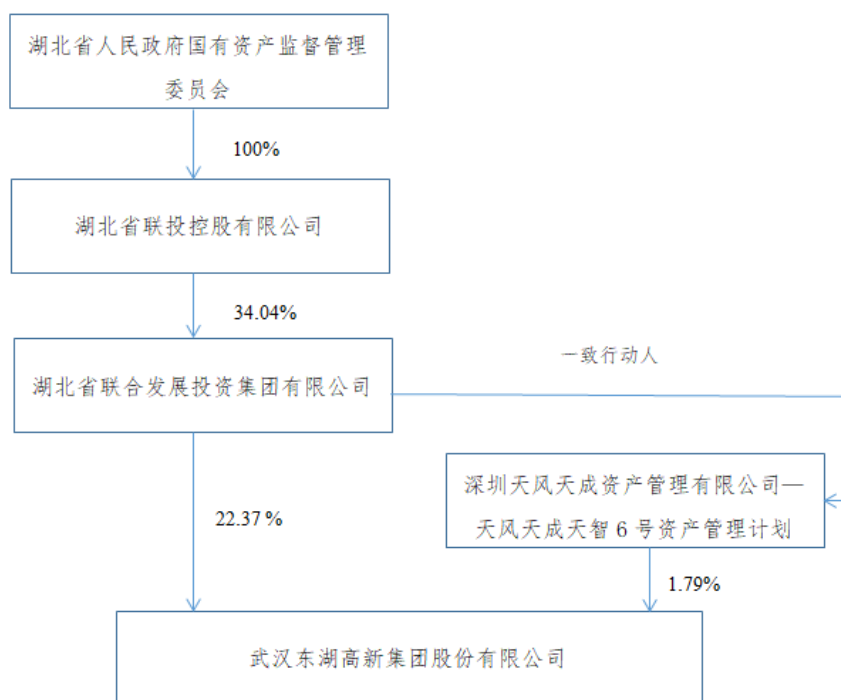 湖北省人民政府国有资产监督管理
委员会
100%
湖北省联投控股有限公司
34.04%
湖北省联合发展投资集团有限公司
一致行动人
22.37%
深圳天风天成资产管理有限公司—
天风天成天智6号资产管理计划
1.79%
武汉东湖高新集团股份有限公司